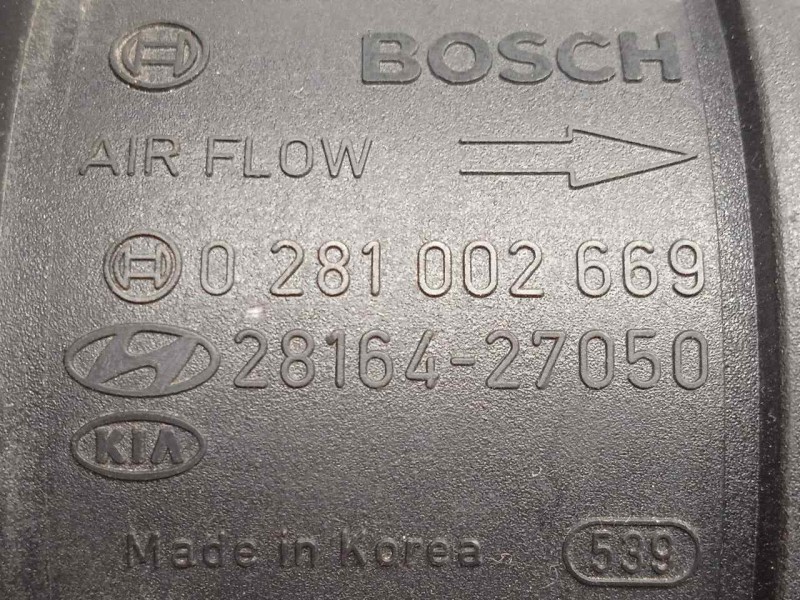 BOSCH
AIR FLOW
0 281 002 669
28164-27050
KIA
Made in Korea 539